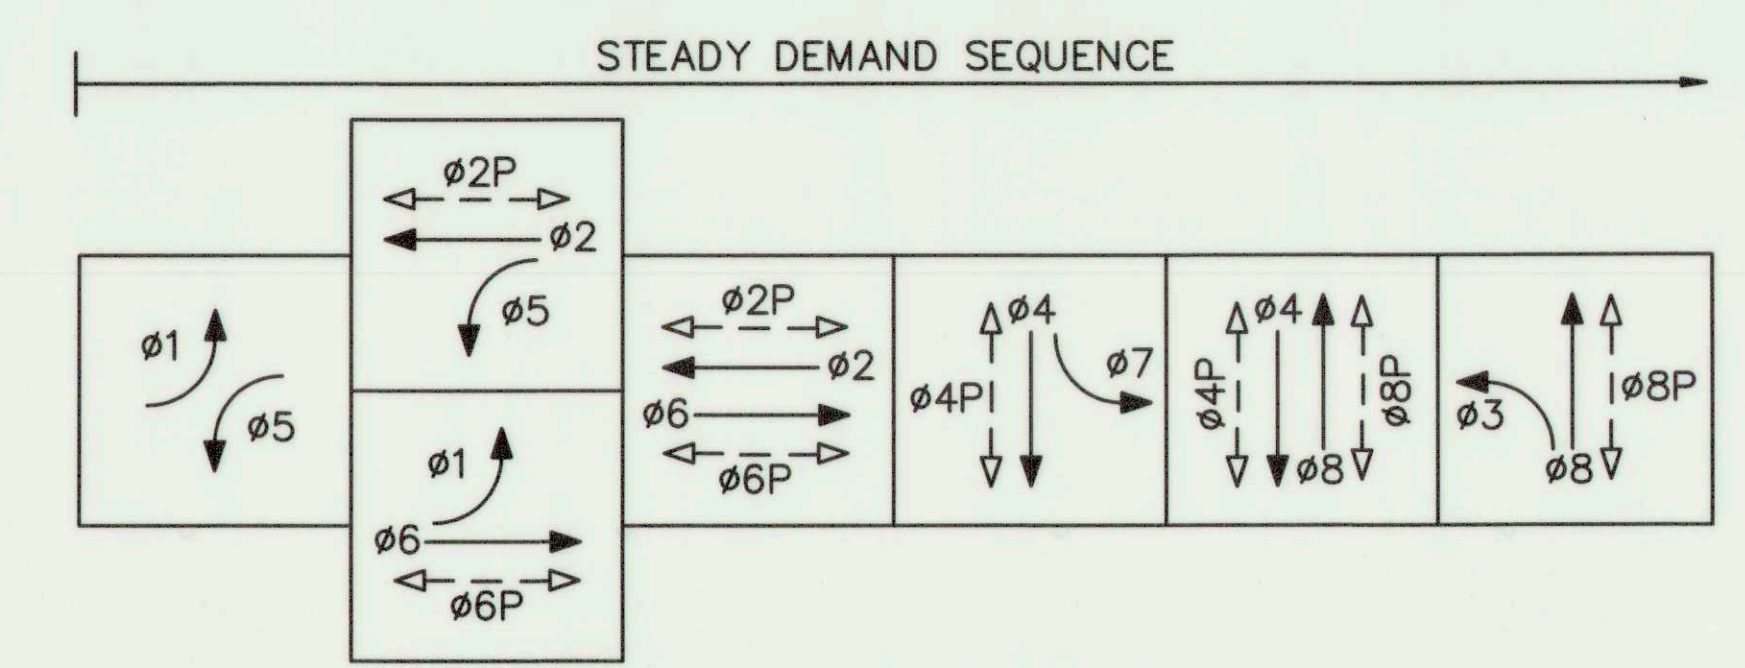 STEADY DEMAND SEQUENCE
ø1
ø5
ø2P
ø2
ø5
ø1
ø6
ø6P
ø2P
ø2
ø6
ø6P
ø4
ø7
ø4P
ø4
ø4P
ø8P
ø8
ø3
ø8P
ø8